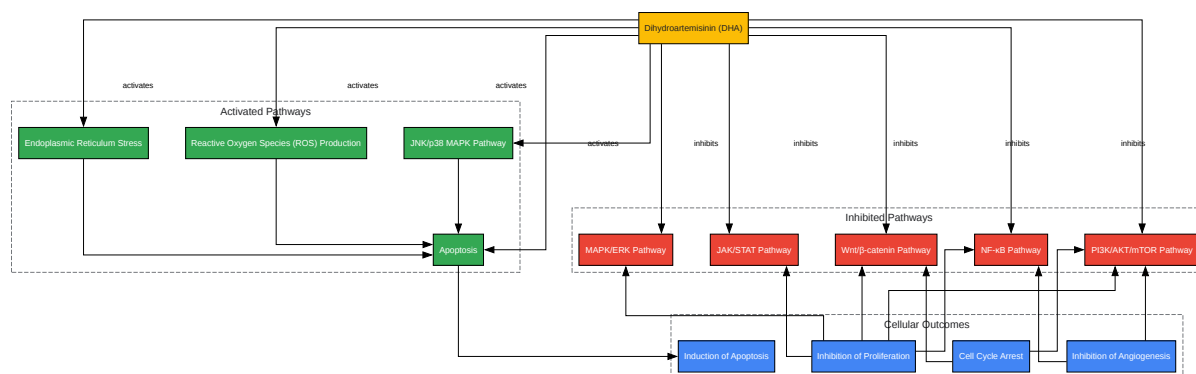 Dihydroartemisinin (DHA)
activates
activates
activates
Activated Pathways
Endoplasmic Reticulum Stress
Reactive Oxygen Species (ROS) Production
JNK/p38 MAPK Pathway
activates
inhibits
inhibits
inhibits
inhibits
inhibits
Inhibited Pathways
Apoptosis
MAPK/ERK Pathway
JAK/STAT Pathway
Wnt/β-catenin Pathway
NF-κB Pathway
PI3K/AKT/mTOR Pathway
Cellular Outcomes
Induction of Apoptosis
Inhibition of Proliferation
Cell Cycle Arrest
Inhibition of Angiogenesis